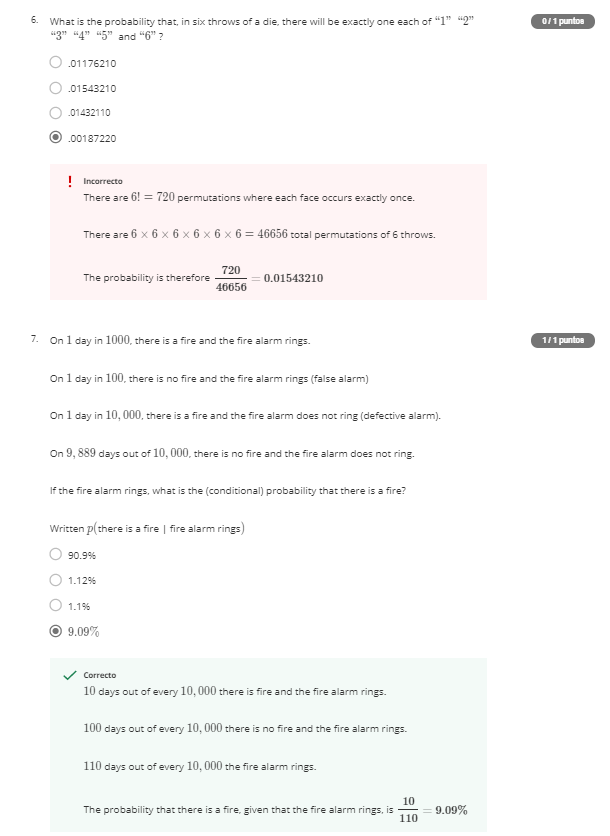 6. What is the probability that, in six throws of a die, there will be exactly one each of “1” “2”
“3” “4” “5” and “6” ?
0 / 1 puntos
.01176210
.01543210
.01432110
.00187220
! Incorrecto
There are 6! = 720 permutations where each face occurs exactly once.
There are 6 × 6 × 6 × 6 × 6 × 6 = 46656 total permutations of 6 throws.
The probability is therefore 720/46656 = 0.01543210
7. On 1 day in 1000, there is a fire and the fire alarm rings.
1 / 1 puntos
On 1 day in 100, there is no fire and the fire alarm rings (false alarm)
On 1 day in 10, 000, there is a fire and the fire alarm does not ring (defective alarm).
On 9, 889 days out of 10, 000, there is no fire and the fire alarm does not ring.
If the fire alarm rings, what is the (conditional) probability that there is a fire?
Written p(there is a fire | fire alarm rings)
90.9%
1.12%
1.1%
9.09%
Correcto
10 days out of every 10, 000 there is fire and the fire alarm rings.
100 days out of every 10, 000 there is no fire and the fire alarm rings.
110 days out of every 10, 000 the fire alarm rings.
The probability that there is a fire, given that the fire alarm rings, is 10/110 = 9.09%